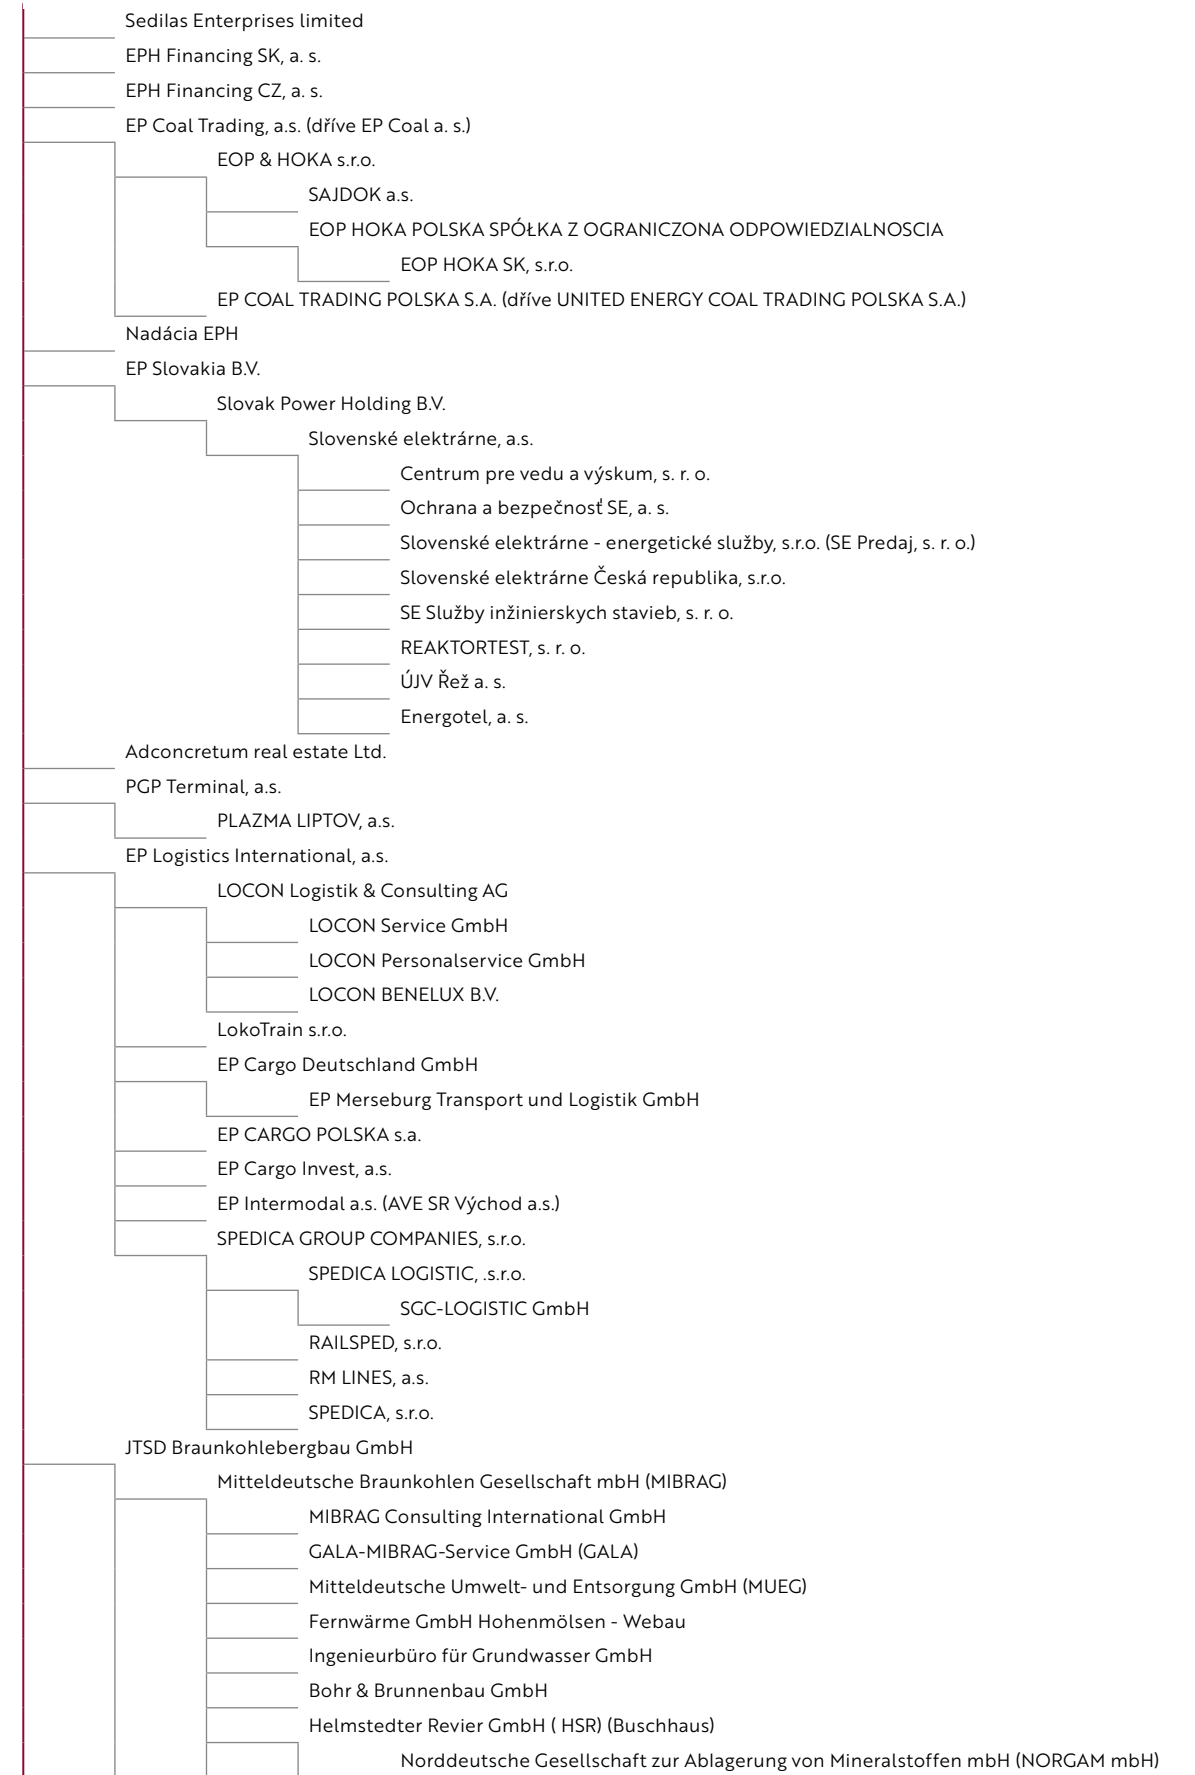 Sedilas Enterprises limited
EPH Financing SK, a. s.
EPH Financing CZ, a. s.
EP Coal Trading, a.s. (dříve EP Coal a. s.)
EOP & HOKA s.r.o.
SAJDOK a.s.
EOP HOKA POLSKA SPÓŁKA Z OGRANICZONA ODPOWIEDZIALNOSCIA
EOP HOKA SK, s.r.o.
EP COAL TRADING POLSKA S.A. (dříve UNITED ENERGY COAL TRADING POLSKA S.A.)
Nadácia EPH
EP Slovakia B.V.
Slovak Power Holding B.V.
Slovenské elektrárne, a.s.
Centrum pre vedu a výskum, s. r. o.
Ochrana a bezpečnosť SE, a. s.
Slovenské elektrárne - energetické služby, s.r.o. (SE Predaj, s. r. o.)
Slovenské elektrárne Česká republika, s.r.o.
SE Služby inžinierskych stavieb, s. r. o.
REAKTORTEST, s. r. o.
ÚJV Řež a. s.
Energotel, a. s.
Adconcretum real estate Ltd.
PGP Terminal, a.s.
PLAZMA LIPTOV, a.s.
EP Logistics International, a.s.
LOCON Logistik & Consulting AG
LOCON Service GmbH
LOCON Personalservice GmbH
LOCON BENELUX B.V.
LokoTrain s.r.o.
EP Cargo Deutschland GmbH
EP Merseburg Transport und Logistik GmbH
EP CARGO POLSKA s.a.
EP Cargo Invest, a.s.
EP Intermodal a.s. (AVE SR Východ a.s.)
SPEDICA GROUP COMPANIES, s.r.o.
SPEDICA LOGISTIC, .s.r.o.
SGC-LOGISTIC GmbH
RAILSPED, s.r.o.
RM LINES, a.s.
SPEDICA, s.r.o.
JTSD Braunkohlebergbau GmbH
Mitteldeutsche Braunkohlen Gesellschaft mbH (MIBRAG)
MIBRAG Consulting International GmbH
GALA-MIBRAG-Service GmbH (GALA)
Mitteldeutsche Umwelt- und Entsorgung GmbH (MUEG)
Fernwärme GmbH Hohenmölsen - Webau
Ingenieurbüro für Grundwasser GmbH
Bohr & Brunnenbau GmbH
Helmstedter Revier GmbH ( HSR) (Buschhaus)
Norddeutsche Gesellschaft zur Ablagerung von Mineralstoffen mbH (NORGAM mbH)